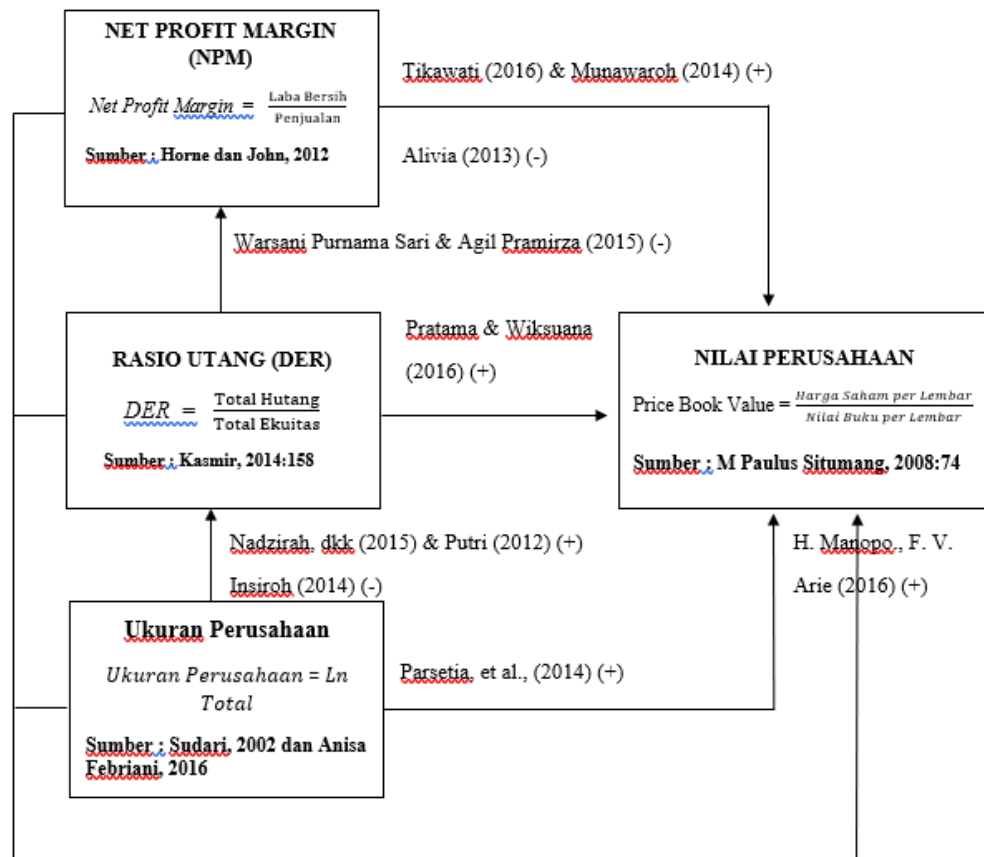 NET PROFIT MARGIN
(NPM)
Net Profit Margin = Laba Bersih
Penjualan
Sumber : Horne dan John, 2012
Tikawati (2016) & Munawaroh (2014) (+)
Alivia (2013) (-)
Warsani Purnama Sari & Agil Pramirza (2015) (-)
RASIO UTANG (DER)
DER = Total Hutang
Total Ekuitas
Sumber : Kasmir, 2014:158
Pratama & Wiksuana
(2016) (+)
NILAI PERUSAHAAN
Price Book Value = Harga Saham per Lembar
Nilai Buku per Lembar
Sumber : M Paulus Situmang, 2008:74
Nadzirah, dkk (2015) & Putri (2012) (+)
Insiroh (2014) (-)
H. Manopo., F. V.
Arie (2016) (+)
Ukuran Perusahaan
Ukuran Perusahaan = Ln
Total
Sumber : Sudari, 2002 dan Anisa
Febriani, 2016
Parsetia, et al., (2014) (+)